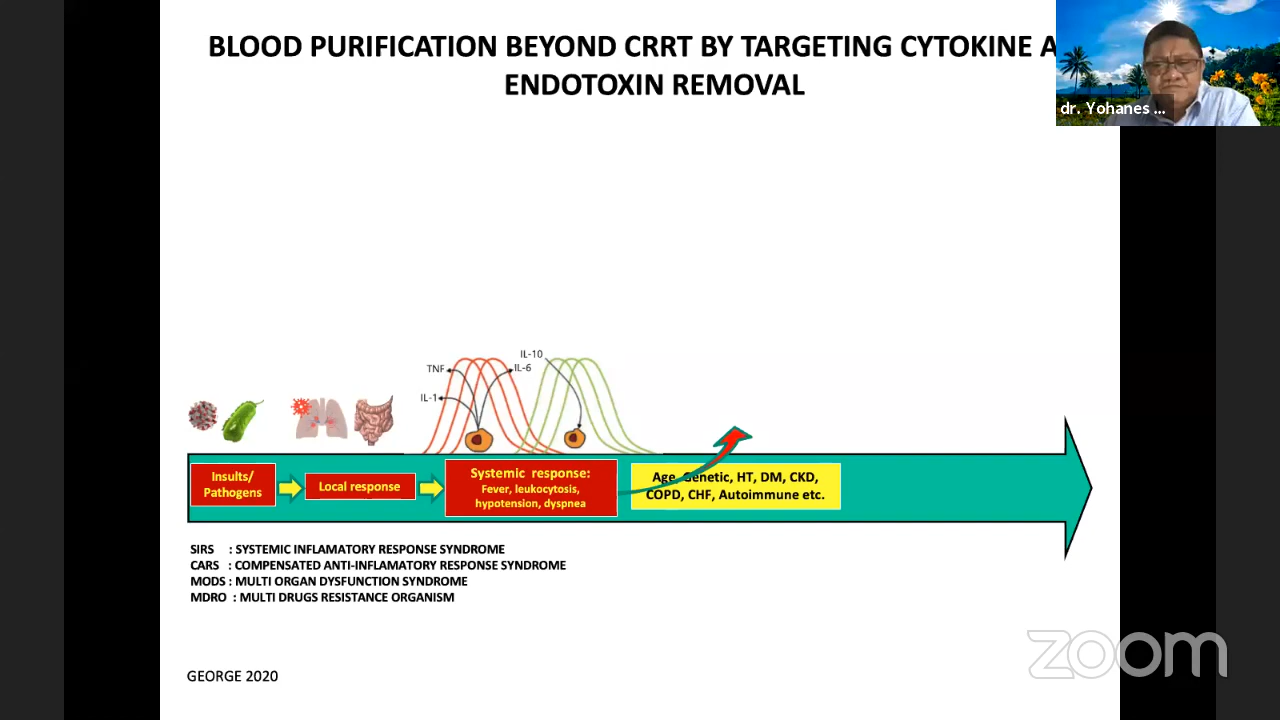 BLOOD PURIFICATION BEYOND CRRT BY TARGETING CYTOKINE
ENDOTOXIN REMOVAL
dr. Yohanes ...
IL-10
TNF
IL-6
IL-1
Insults/
Pathogens
Local response
Systemic response:
Fever, leukocytosis,
hypotension, dyspnea
Age, Genetic, HT, DM, CKD,
COPD, CHF, Autoimmune etc.
SIRS : SYSTEMIC INFLAMATORY RESPONSE SYNDROME
CARS : COMPENSATED ANTI-INFLAMATORY RESPONSE SYNDROME
MODS : MULTI ORGAN DYSFUNCTION SYNDROME
MDRO : MULTI DRUGS RESISTANCE ORGANISM
zoom
GEORGE 2020